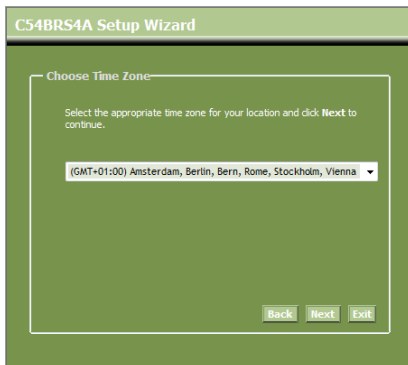 C54BRS4A Setup Wizard
Choose Time Zone
Select the appropriate time zone for your location and click Next to
continue.
(GMT+01:00) Amsterdam, Berlin, Bern, Rome, Stockholm, Vienna
Back Next Exit